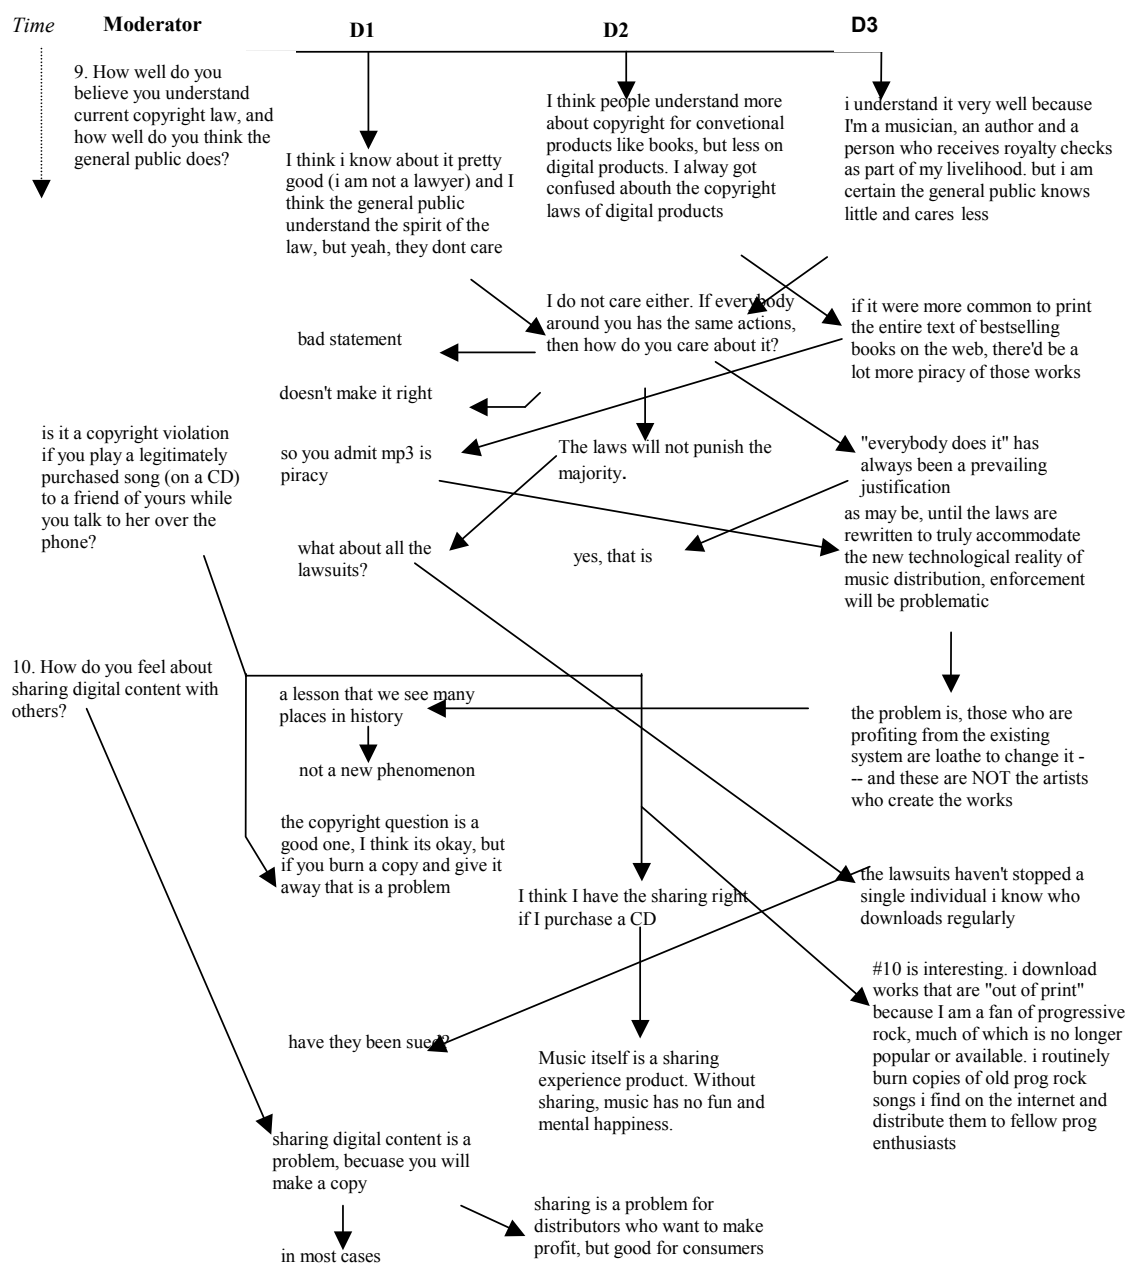 Time
Moderator
D1
D2
D3
9. How well do you
believe you understand
current copyright law, and
how well do you think the
general public does?
I think i know about it pretty
good (i am not a lawyer) and I
think the general public
understand the spirit of the
law, but yeah, they dont care
I think people understand more
about copyright for convetional
products like books, but less on
digital products. I alway got
confused abouth the copyright
laws of digital products
i understand it very well because
I'm a musician, an author and a
person who receives royalty checks
as part of my livelihood. but i am
certain the general public knows
little and cares less
I do not care either. If everybody
around you has the same actions,
then how do you care about it?
if it were more common to print
the entire text of bestselling
books on the web, there'd be a
lot more piracy of those works
bad statement
doesn't make it right
is it a copyright violation
if you play a legitimately
purchased song (on a CD)
to a friend of yours while
you talk to her over the
phone?
so you admit mp3 is
piracy
The laws will not punish the
majority.
"everybody does it" has
always been a prevailing
justification
as may be, until the laws are
rewritten to truly accommodate
the new technological reality of
music distribution, enforcement
will be problematic
what about all the
lawsuits?
yes, that is
10. How do you feel about
sharing digital content with
others?
a lesson that we see many
places in history
not a new phenomenon
the problem is, those who are
profiting from the existing
system are loathe to change it -
-- and these are NOT the artists
who create the works
the copyright question is a
good one, I think its okay, but
if you burn a copy and give it
away that is a problem
I think I have the sharing right
if I purchase a CD
the lawsuits haven't stopped a
single individual i know who
downloads regularly
#10 is interesting. i download
works that are "out of print"
because I am a fan of progressive
rock, much of which is no longer
popular or available. i routinely
burn copies of old prog rock
songs i find on the internet and
distribute them to fellow prog
enthusiasts
have they been sued?
Music itself is a sharing
experience product. Without
sharing, music has no fun and
mental happiness.
sharing digital content is a
problem, becuase you will
make a copy
sharing is a problem for
distributors who want to make
profit, but good for consumers
in most cases